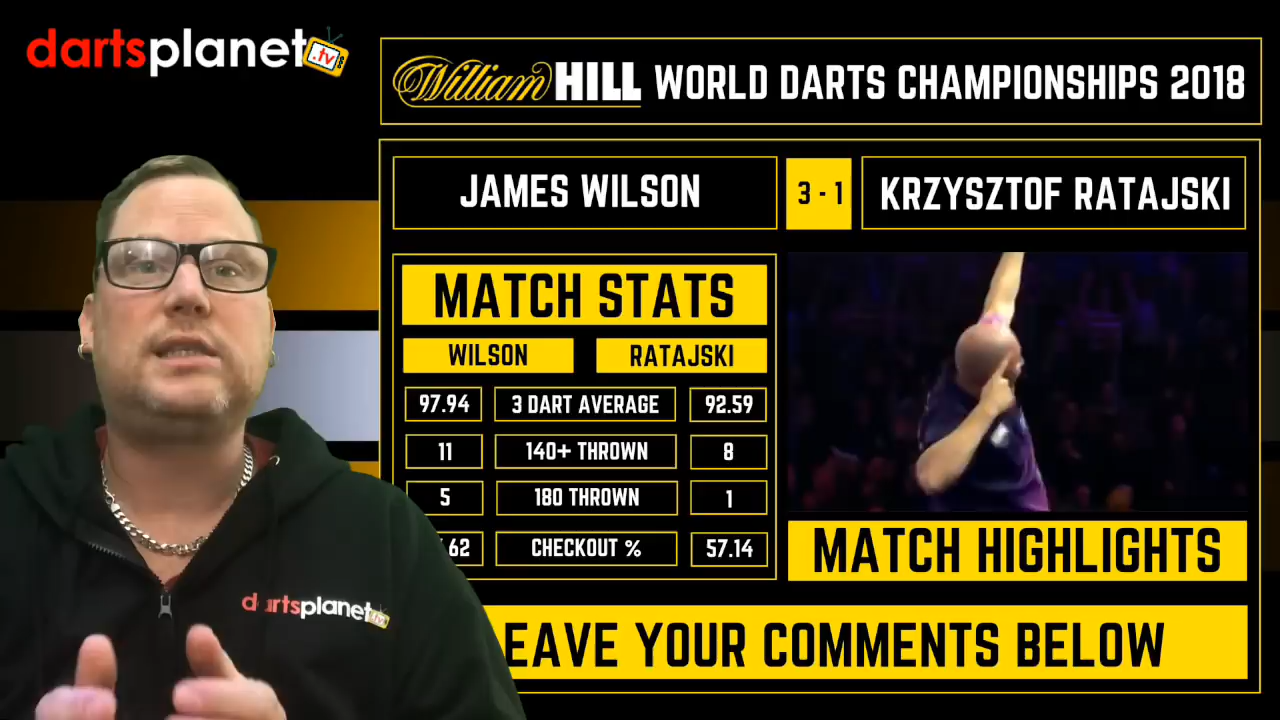 dartsplanet
.tv
William HILL WORLD DARTS CHAMPIONSHIPS 2018
JAMES WILSON 3 - 1 KRZYSZTOF RATAJSKI
MATCH STATS
WILSON RATAJSKI
97.94 3 DART AVERAGE 92.59
11 140+ THROWN 8
5 180 THROWN 1
.62 CHECKOUT % 57.14
MATCH HIGHLIGHTS
EAVE YOUR COMMENTS BELOW
dartsplanet